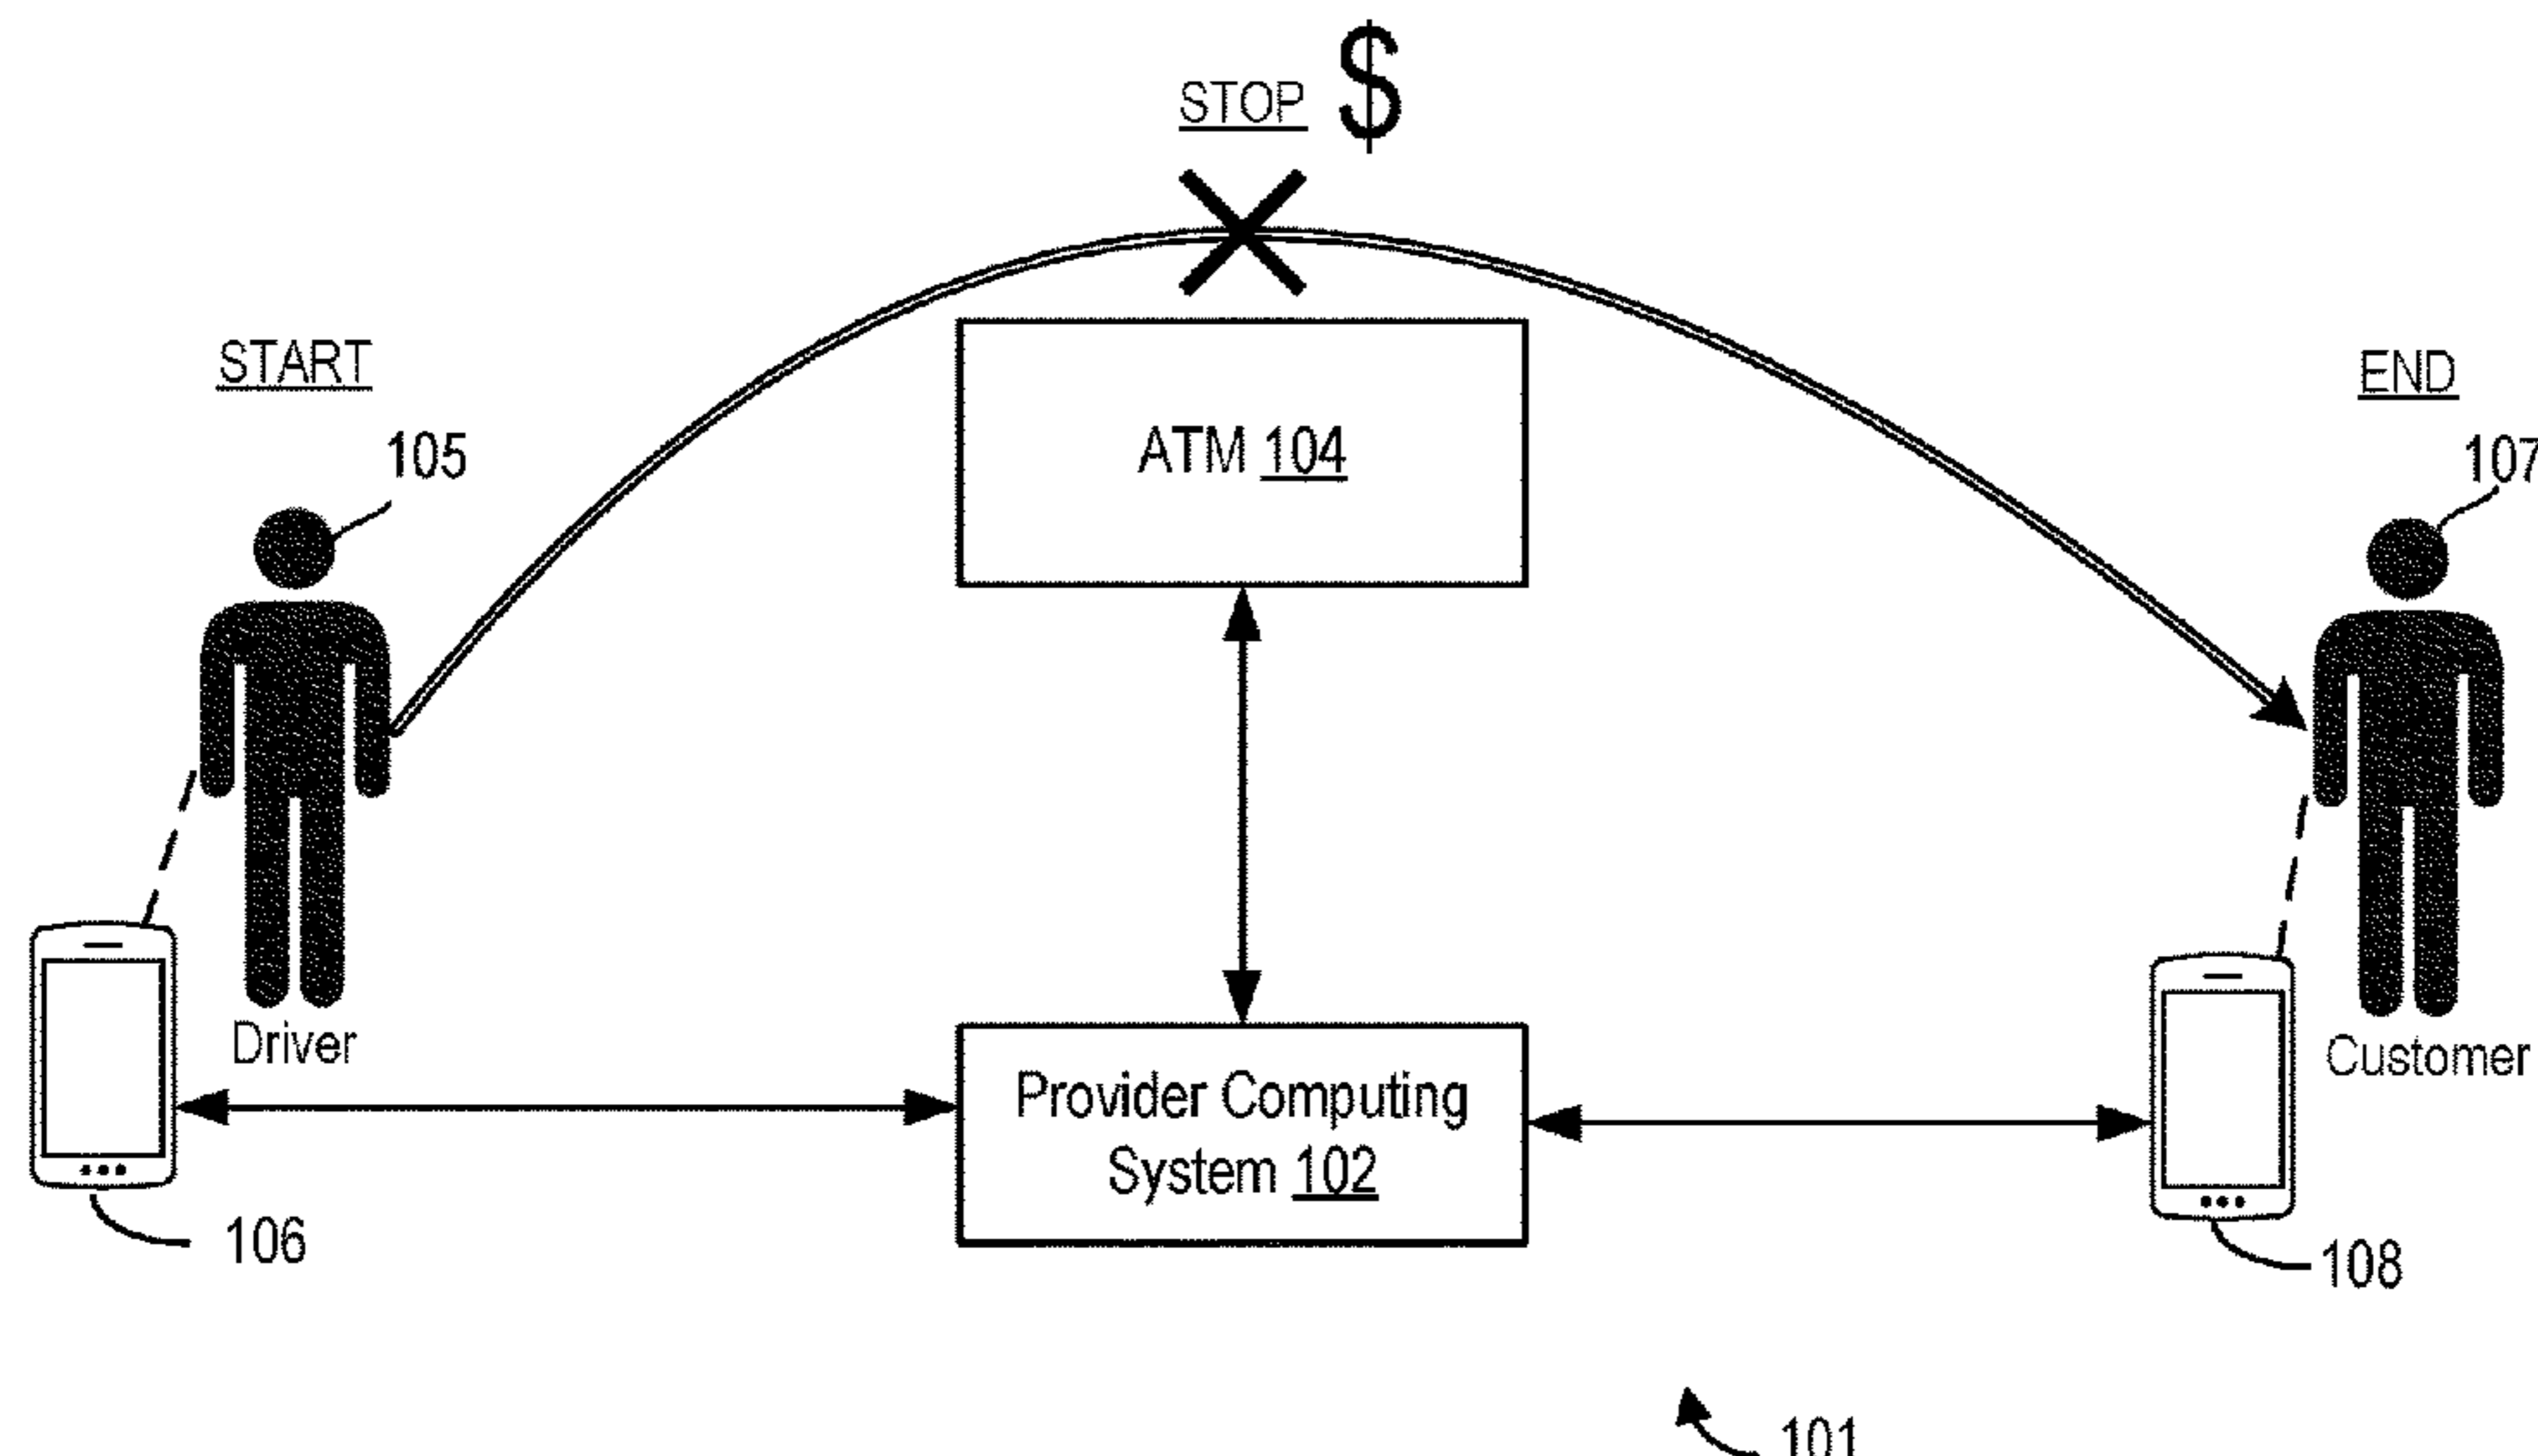 STOP $
START
END
ATM 104
105
107
Driver
Customer
Provider Computing
System 102
106
108
101